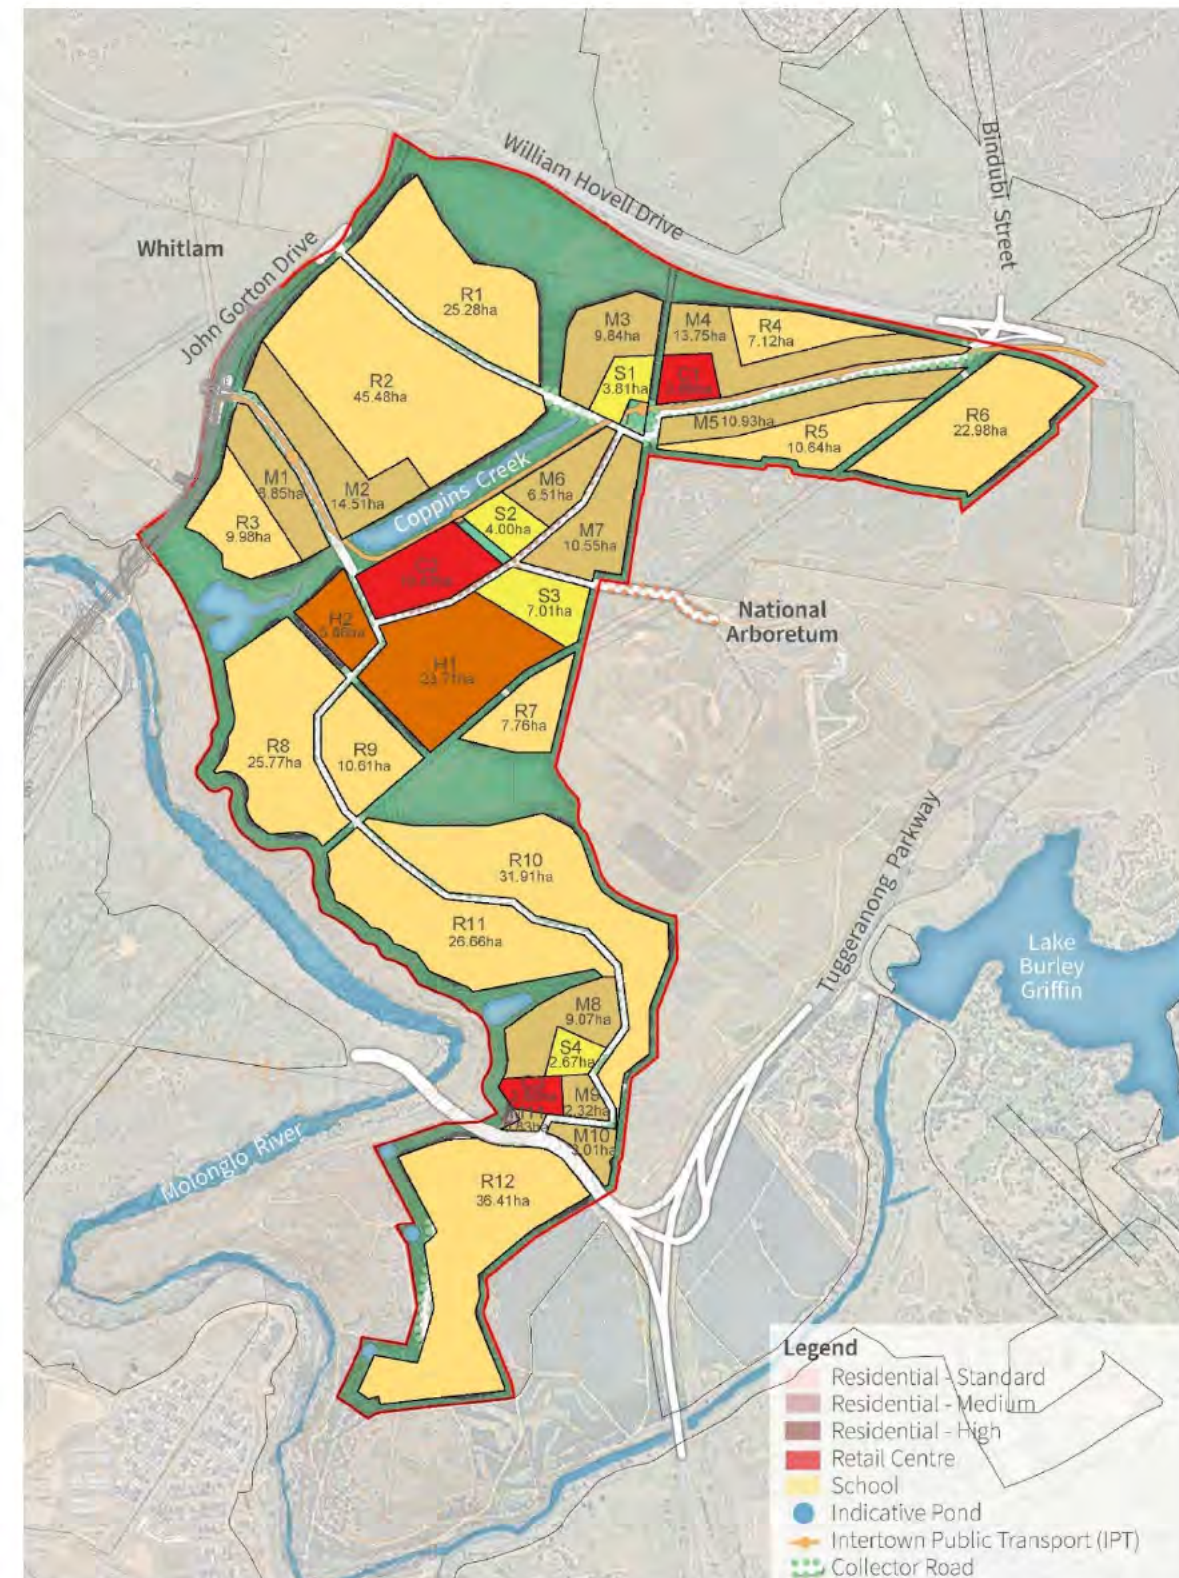 William Hovell Drive
Bindubi Street
Whitlam
John Gorton Drive
R1
25.28ha
M3
9.84ha
M4
13.75ha
R4
7.12ha
S1
3.81ha
R2
45.48ha
M5 10.93ha
R5
10.64ha
R6
22.98ha
M1
M2
14.51ha
R3
9.98ha
Coppins Creek
M6
6.51ha
S2
4.00ha
M7
10.55ha
S3
7.01ha
National
Arboretum
H2
H1
23.71ha
R7
7.76ha
R8
25.77ha
R9
10.61ha
R10
31.91ha
R11
26.66ha
Tuggeranong Parkway
Lake
Burley
Griffin
M8
9.07ha
S4
2.67ha
M9
2.32ha
M10
3.01ha
Molonglo River
R12
36.41ha
Legend
Residential - Standard
Residential - Medium
Residential - High
Retail Centre
School
Indicative Pond
Intertown Public Transport (IPT)
Collector Road